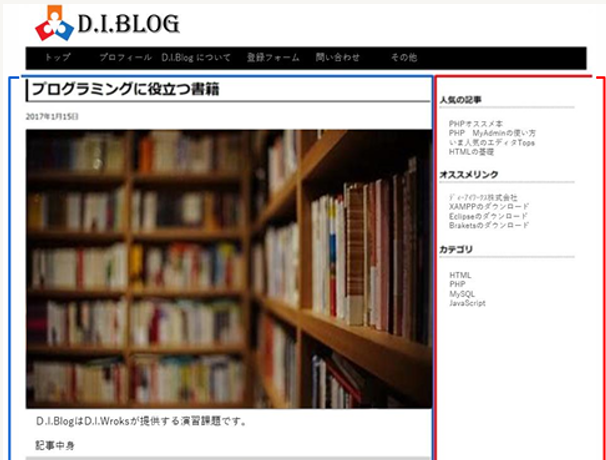 D.I.BLOG
トップ プロフィール D.I.Blog について 登録フォーム 問い合わせ その他
プログラミングに役立つ書籍
2017年1月15日
D.I.BlogはD.I.Wroksが提供する演習課題です。
記事中身
人気の記事
PHPオススメ本
PHP MyAdminの使い方
いま人気のエディタTops
HTMLの基礎
オススメリンク
ﾃﾞｨｰｱｲﾜｰｸｽ株式会社
XAMPPのダウンロード
Eclipseのダウンロード
Braketsのダウンロード
カテゴリ
HTML
PHP
MySQL
JavaScript